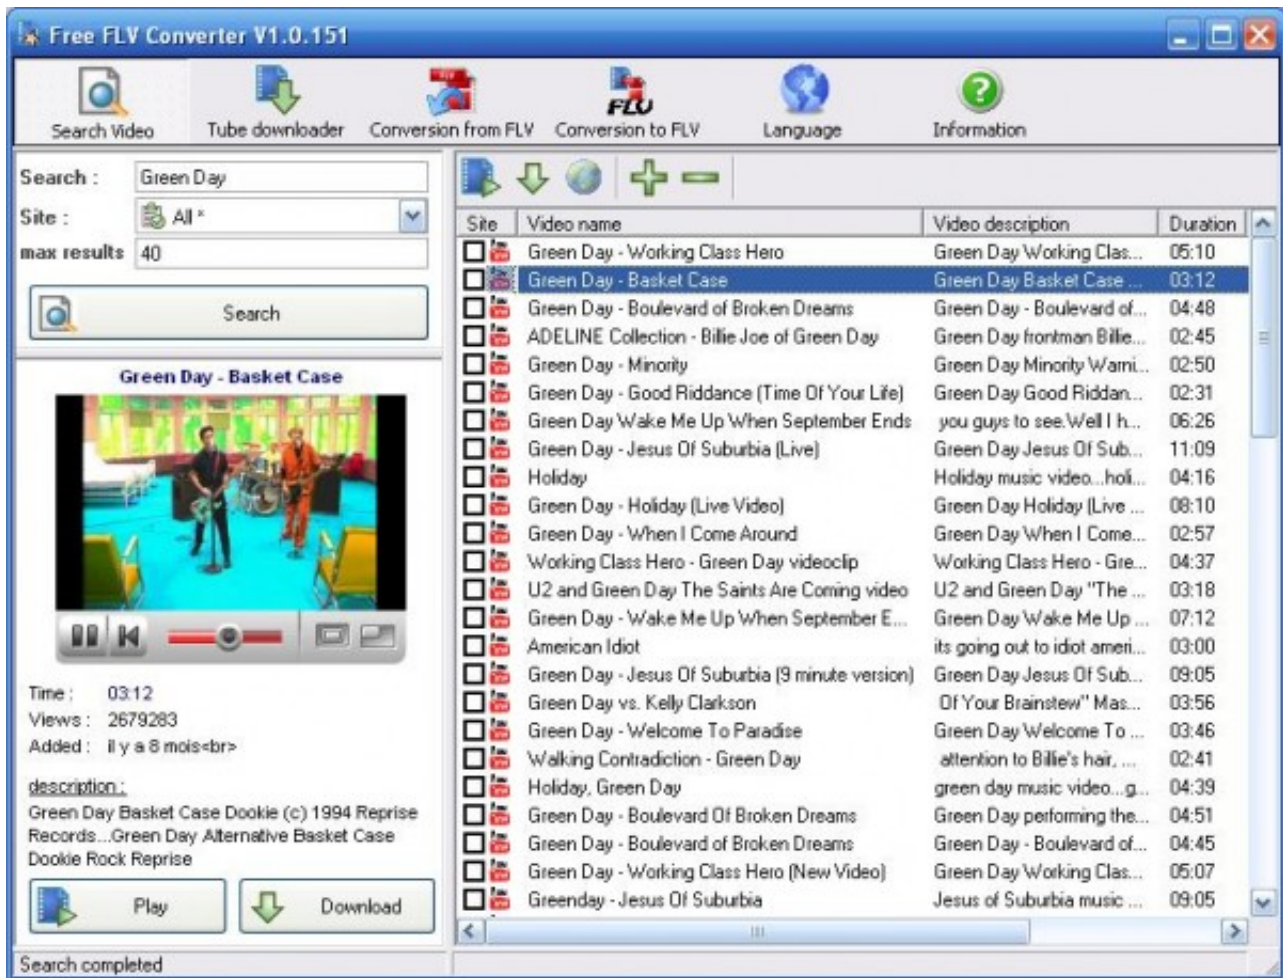 Free FLV Converter V1.0.151
Search Video Tube downloader Conversion from FLV Conversion to FLV Language Information
Search : Green Day
Site : All *
max results 40
Search
Green Day - Basket Case
Time : 03:12
Views : 2679283
Added : il y a 8 mois<br>
description :
Green Day Basket Case Dookie (c) 1994 Reprise
Records...Green Day Alternative Basket Case
Dookie Rock Reprise
Play Download
Site Video name Video description Duration
Green Day - Working Class Hero Green Day Working Clas... 05:10
Green Day - Basket Case Green Day Basket Case ... 03:12
Green Day - Boulevard of Broken Dreams Green Day - Boulevard of... 04:48
ADELINE Collection - Billie Joe of Green Day Green Day frontman Billie... 02:45
Green Day - Minority Green Day Minority Warni... 02:50
Green Day - Good Riddance (Time Of Your Life) Green Day Good Riddan... 02:31
Green Day Wake Me Up When September Ends you guys to see.Well I h... 06:26
Green Day - Jesus Of Suburbia (Live) Green Day Jesus Of Sub... 11:09
Holiday Holiday music video...holi... 04:16
Green Day - Holiday (Live Video) Green Day Holiday (Live ... 08:10
Green Day - When I Come Around Green Day When I Come... 02:57
Working Class Hero - Green Day videoclip Working Class Hero - Gre... 04:37
U2 and Green Day The Saints Are Coming video U2 and Green Day "The ... 03:18
Green Day - Wake Me Up When September E... Green Day Wake Me Up ... 07:12
American Idiot its going out to idiot ameri... 03:00
Green Day - Jesus Of Suburbia (9 minute version) Green Day Jesus Of Sub... 09:05
Green Day vs. Kelly Clarkson Of Your Brainstew" Mas... 03:56
Green Day - Welcome To Paradise Green Day Welcome To ... 03:46
Walking Contradiction - Green Day attention to Billie's hair, ... 02:41
Holiday, Green Day green day music video...g... 04:39
Green Day - Boulevard Of Broken Dreams Green Day performing the... 04:51
Green Day - Boulevard of Broken Dreams Green Day - Boulevard of... 04:45
Green Day - Working Class Hero (New Video) Green Day Working Clas... 05:07
Greenday - Jesus Of Suburbia Jesus of Suburbia music ... 09:05
Search completed